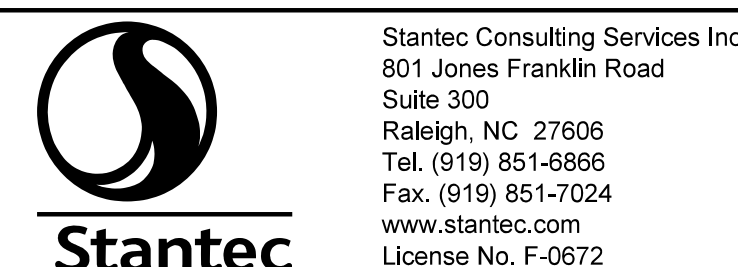 Stantec Consulting Services Inc
801 Jones Franklin Road
Suite 300
Raleigh, NC 27606
Tel. (919) 851-6866
Fax. (919) 851-7024
www.stantec.com
License No. F-0672
Stantec